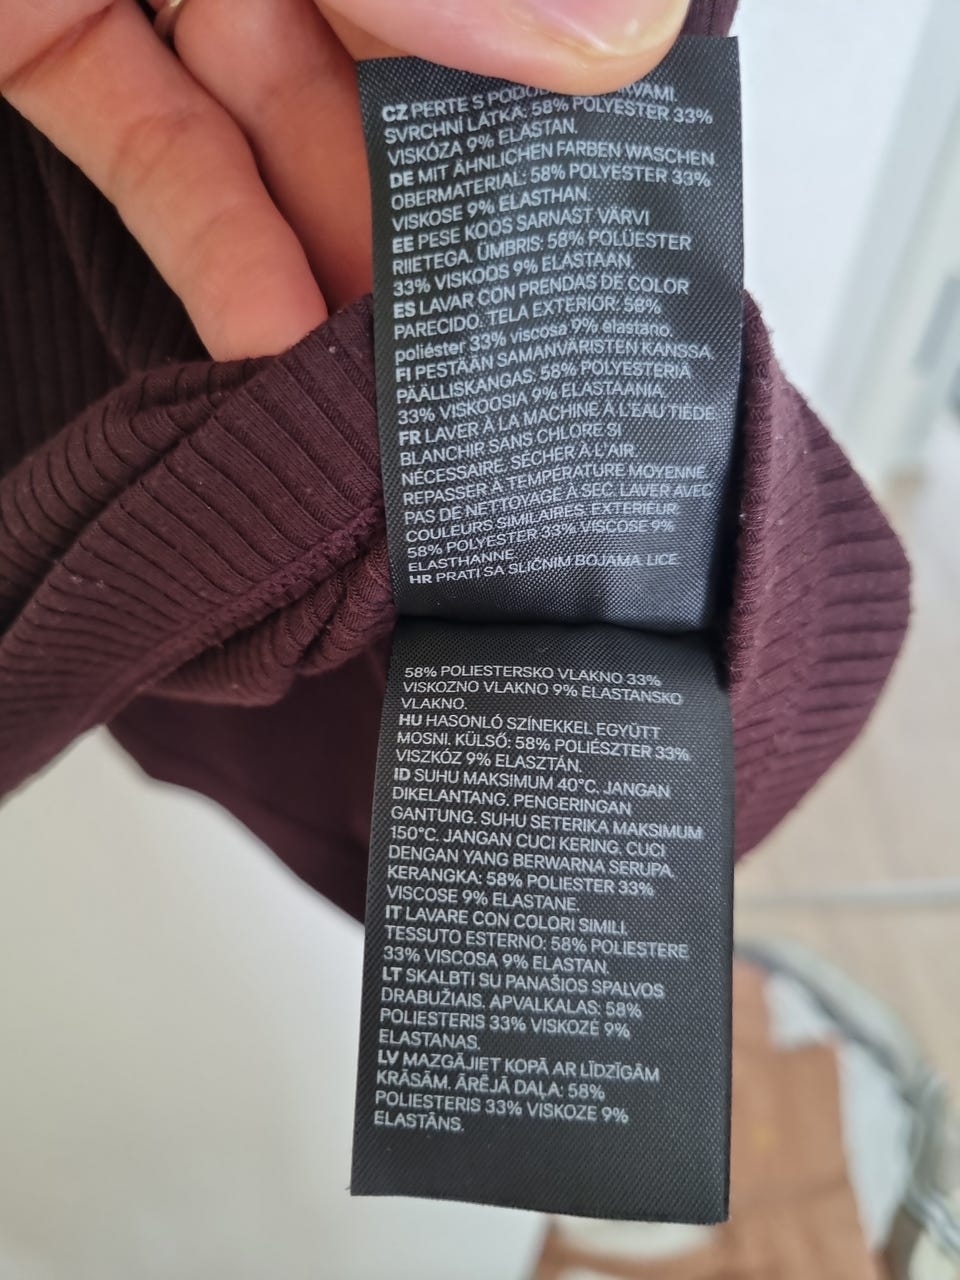 CZ PERTE S
SVRCHNÍ LÁTKA: 58% POLYESTER 33%
VISKÓZA 9% ELASTAN.
DE MIT ÄHNLICHEN FARBEN WASCHEN.
OBERMATERIAL: 58% POLYESTER 33%
VISKOSE 9% ELASTHAN.
EE PESE KOOS SARNAST VÄRVI
RIIETEGA. ÜMBRIS: 58% POLÜESTER
33% VISKOOS 9% ELASTAAN.
ES LAVAR CON PRENDAS DE COLOR
PARECIDO. TELA EXTERIOR: 58%
poliéster 33% viscosa 9% elastano.
FI PESTÄÄN SAMANVÄRISTEN KANSSA.
PÄÄLLISKANGAS: 58% POLYESTERIÄ
33% VISKOOSIA 9% ELASTAANIA.
FR LAVER À LA MACHINE À L'EAU TIEDE.
BLANCHIR SANS CHLORE SI
NÉCESSAIRE. SÉCHER À L'AIR.
REPASSER À TEMPÉRATURE MOYENNE.
PAS DE NETTOYAGE À SEC. LAVER AVEC
COULEURS SIMILAIRES. EXTÉRIEUR:
58% POLYESTER 33% VISCOSE 9%
ELASTHANNE.
HR PRATI SA SLIČNIM BOJAMA. LICE:
58% POLIESTERSKO VLAKNO 33%
VISKOZNO VLAKNO 9% ELASTANSKO
VLAKNO.
HU HASONLÓ SZÍNEKKEL EGYÜTT
MOSNI. KÜLSŐ: 58% POLIÉSZTER 33%
VISZKÓZ 9% ELASZTÁN.
ID SUHU MAKSIMUM 40°C. JANGAN
DIKELANTANG. PENGERINGAN
GANTUNG. SUHU SETERIKA MAKSIMUM
150°C. JANGAN CUCI KERING. CUCI
DENGAN YANG BERWARNA SERUPA.
KERANGKA: 58% POLIESTER 33%
VISCOSE 9% ELASTANE.
IT LAVARE CON COLORI SIMILI.
TESSUTO ESTERNO: 58% POLIESTERE
33% VISCOSA 9% ELASTAN.
LT SKALBTI SU PANAŠIOS SPALVOS
DRABUŽIAIS. APVALKALAS: 58%
POLIESTERIS 33% VISKOZĖ 9%
ELASTANAS.
LV MAZGĀJIET KOPĀ AR LĪDZĪGĀM
KRĀSĀM. ĀRĒJĀ DAĻA: 58%
POLIESTERIS 33% VISKOZE 9%
ELASTĀNS.